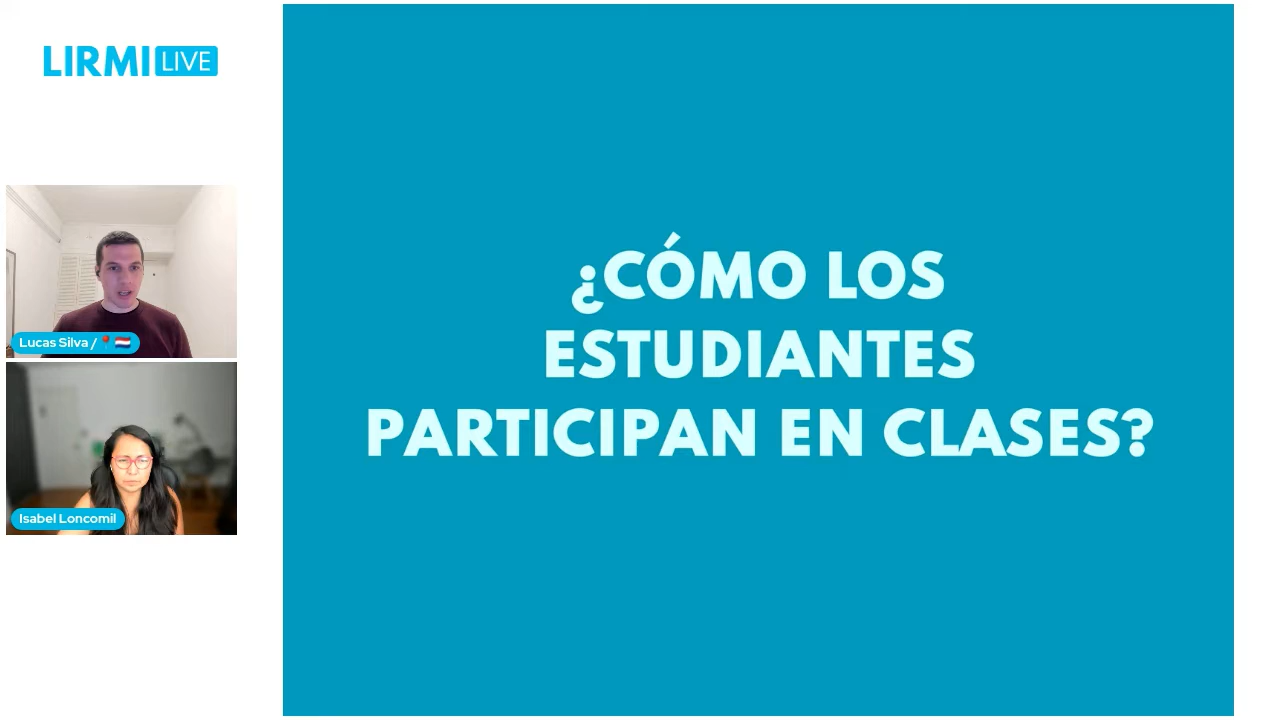 LIRMI LIVE
Lucas Silva / 📍🇳🇱
Isabel Loncomil
¿CÓMO LOS
ESTUDIANTES
PARTICIPAN EN CLASES?